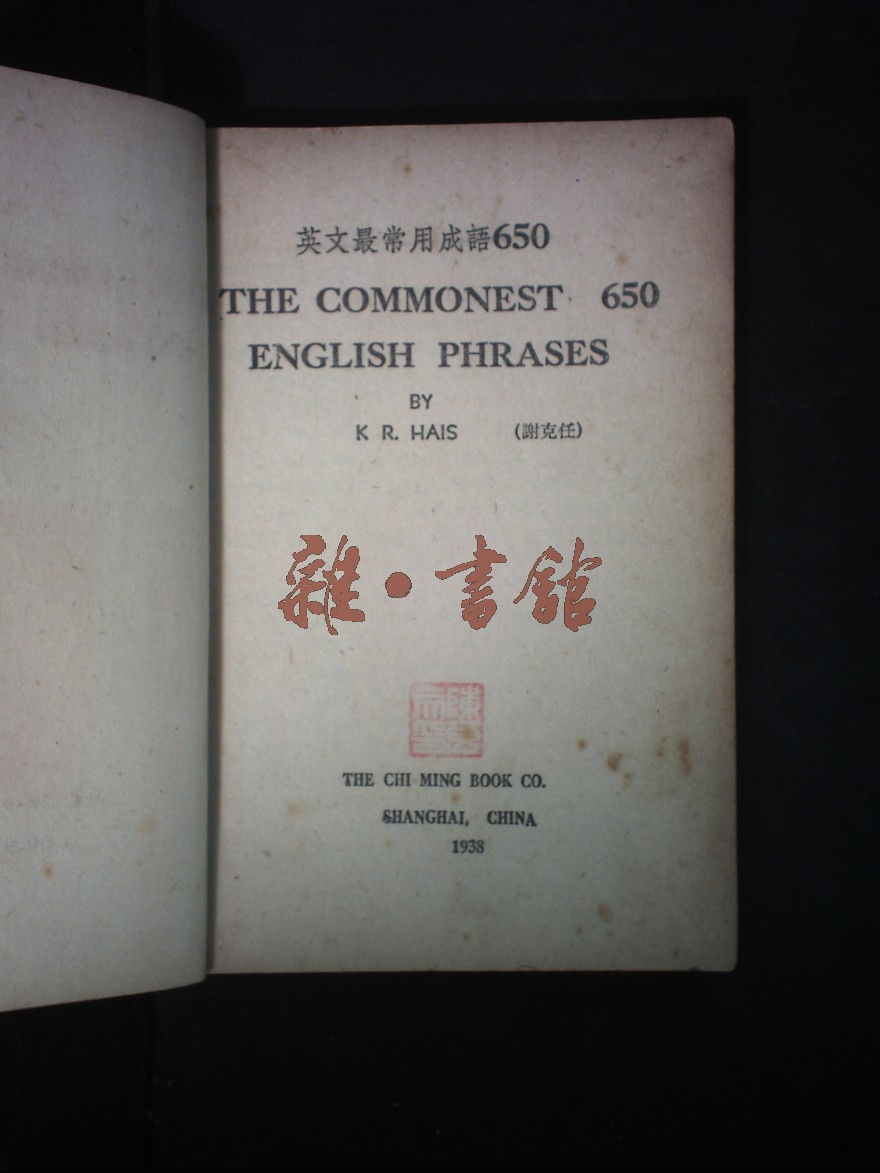 英文最常用成語650
THE COMMONEST 650
ENGLISH PHRASES
BY
K R. HAIS (謝克任)
雜•書館
THE CHI MING BOOK CO.
SHANGHAI, CHINA
1938